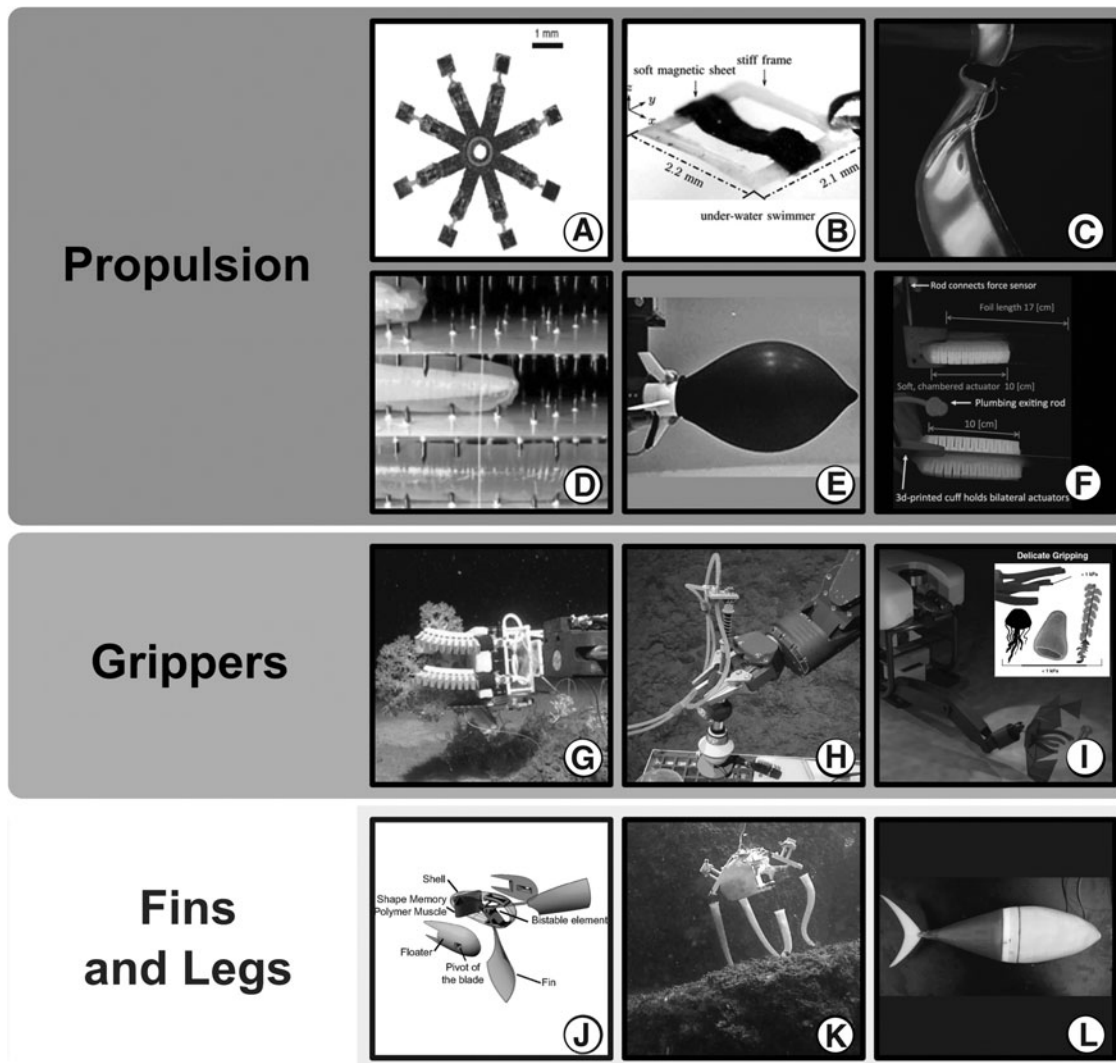 Propulsion
1 mm
A
soft magnetic sheet
stiff frame
z
y
x
2.2 mm
2.1 mm
under-water swimmer
B
C
D
E
Rod connects force sensor
Foil length 17 [cm]
Soft, chambered actuator 10 [cm]
Plumbing exiting rod
10 [cm]
3d-printed cuff holds bilateral actuators
F
Grippers
G
H
Delicate Gripping
< 1 kPa
I
Fins
and Legs
Shell
Shape Memory
Polymer Muscle
Bistable element
Floater
Pivot of
the blade
Fin
J
K
L